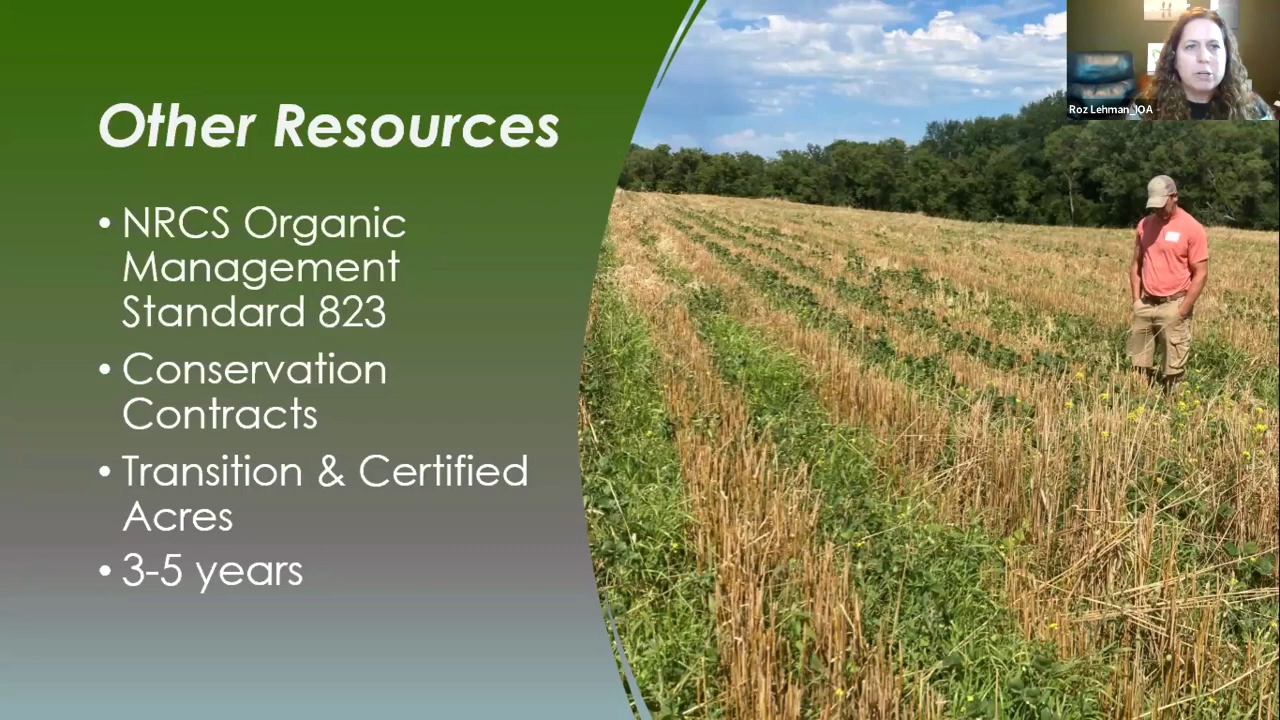 Other Resources
• NRCS Organic
Management
Standard 823
• Conservation
Contracts
• Transition & Certified
Acres
• 3-5 years
Roz Lehman_IOA